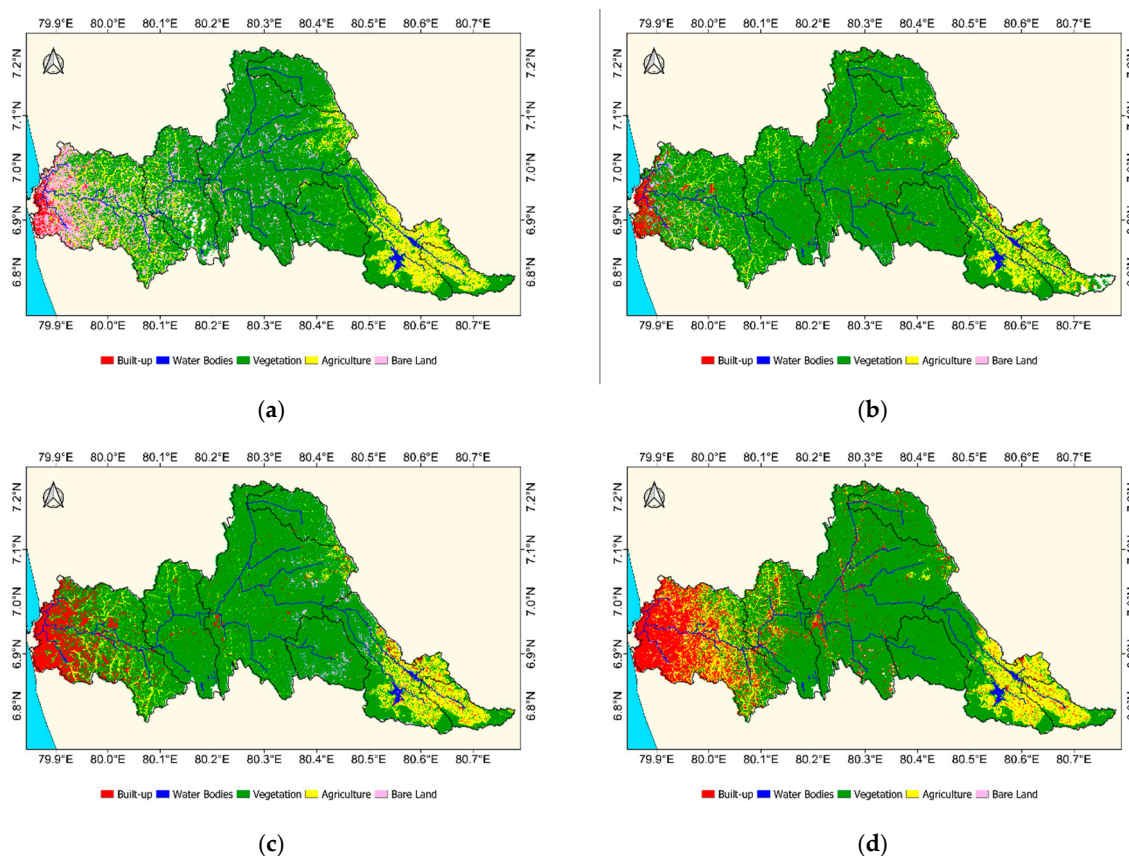 79.9°E 80.0°E 80.1°E 80.2°E 80.3°E 80.4°E 80.5°E 80.6°E 80.7°E
7.2°N 7.2°N
7.1°N 7.1°N
7.0°N 7.0°N
6.9°N 6.9°N
6.8°N 6.8°N
79.9°E 80.0°E 80.1°E 80.2°E 80.3°E 80.4°E 80.5°E 80.6°E 80.7°E
Built-up Water Bodies Vegetation Agriculture Bare Land
(a)
79.9°E 80.0°E 80.1°E 80.2°E 80.3°E 80.4°E 80.5°E 80.6°E 80.7°E
7.2°N
7.1°N
7.0°N
6.9°N
6.8°N
79.9°E 80.0°E 80.1°E 80.2°E 80.3°E 80.4°E 80.5°E 80.6°E 80.7°E
Built-up Water Bodies Vegetation Agriculture Bare Land
(b)
79.9°E 80.0°E 80.1°E 80.2°E 80.3°E 80.4°E 80.5°E 80.6°E 80.7°E
7.2°N 7.2°N
7.1°N 7.1°N
7.0°N 7.0°N
6.9°N 6.9°N
6.8°N 6.8°N
79.9°E 80.0°E 80.1°E 80.2°E 80.3°E 80.4°E 80.5°E 80.6°E 80.7°E
Built-up Water Bodies Vegetation Agriculture Bare Land
(c)
79.9°E 80.0°E 80.1°E 80.2°E 80.3°E 80.4°E 80.5°E 80.6°E 80.7°E
7.2°N
7.1°N
7.0°N
6.9°N
6.8°N
79.9°E 80.0°E 80.1°E 80.2°E 80.3°E 80.4°E 80.5°E 80.6°E 80.7°E
Built-up Water Bodies Vegetation Agriculture Bare Land
(d)